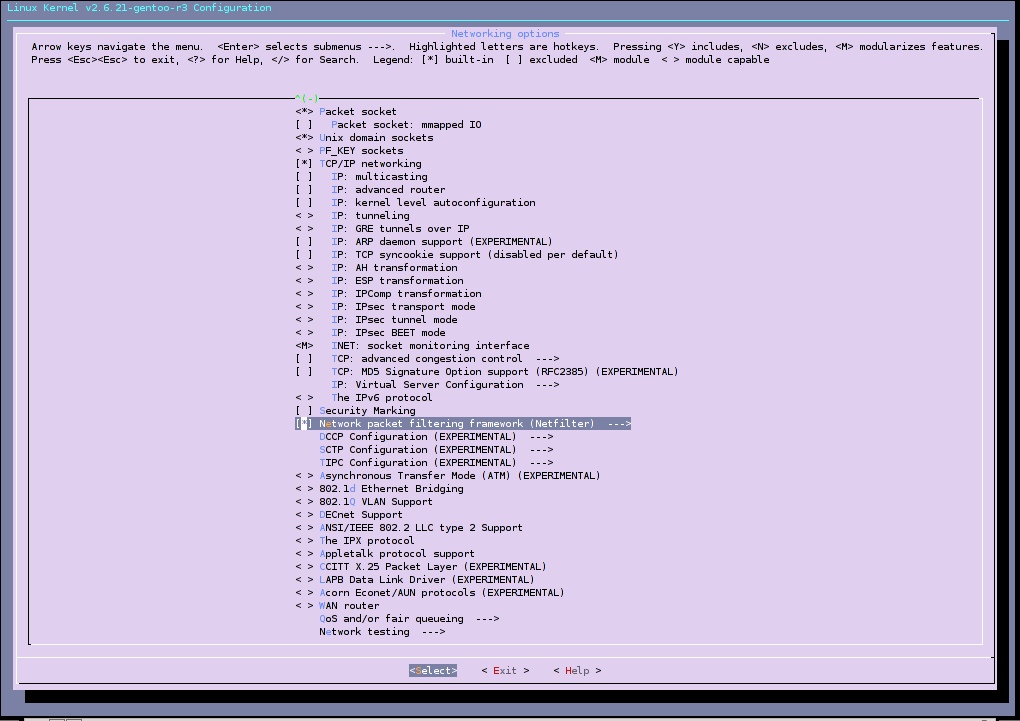 Linux Kernel v2.6.21-gentoo-r3 Configuration
Networking options
Arrow keys navigate the menu.  <Enter> selects submenus --->.  Highlighted letters are hotkeys.  Pressing <Y> includes, <N> excludes, <M> modularizes features.
Press <Esc><Esc> to exit, <?> for Help, </> for Search.  Legend: [*] built-in  [ ] excluded  <M> module  < > module capable
^(-)
<*> Packet socket
[ ]   Packet socket: mmapped IO
<*> Unix domain sockets
< > PF_KEY sockets
[*] TCP/IP networking
[ ]   IP: multicasting
[ ]   IP: advanced router
[ ]   IP: kernel level autoconfiguration
< >   IP: tunneling
< >   IP: GRE tunnels over IP
[ ]   IP: ARP daemon support (EXPERIMENTAL)
[ ]   IP: TCP syncookie support (disabled per default)
< >   IP: AH transformation
< >   IP: ESP transformation
< >   IP: IPComp transformation
< >   IP: IPsec transport mode
< >   IP: IPsec tunnel mode
< >   IP: IPsec BEET mode
<M>   INET: socket monitoring interface
[ ]   TCP: advanced congestion control  --->
[ ]   TCP: MD5 Signature Option support (RFC2385) (EXPERIMENTAL)
IP: Virtual Server Configuration  --->
< >   The IPv6 protocol
[ ] Security Marking
[*] Network packet filtering framework (Netfilter)  --->
DCCP Configuration (EXPERIMENTAL)  --->
SCTP Configuration (EXPERIMENTAL)  --->
TIPC Configuration (EXPERIMENTAL)  --->
< > Asynchronous Transfer Mode (ATM) (EXPERIMENTAL)
< > 802.1d Ethernet Bridging
< > 802.1Q VLAN Support
< > DECnet Support
< > ANSI/IEEE 802.2 LLC type 2 Support
< > The IPX protocol
< > Appletalk protocol support
< > CCITT X.25 Packet Layer (EXPERIMENTAL)
< > LAPB Data Link Driver (EXPERIMENTAL)
< > Acorn Econet/AUN protocols (EXPERIMENTAL)
< > WAN router
QoS and/or fair queueing  --->
Network testing  --->
<Select>    < Exit >    < Help >